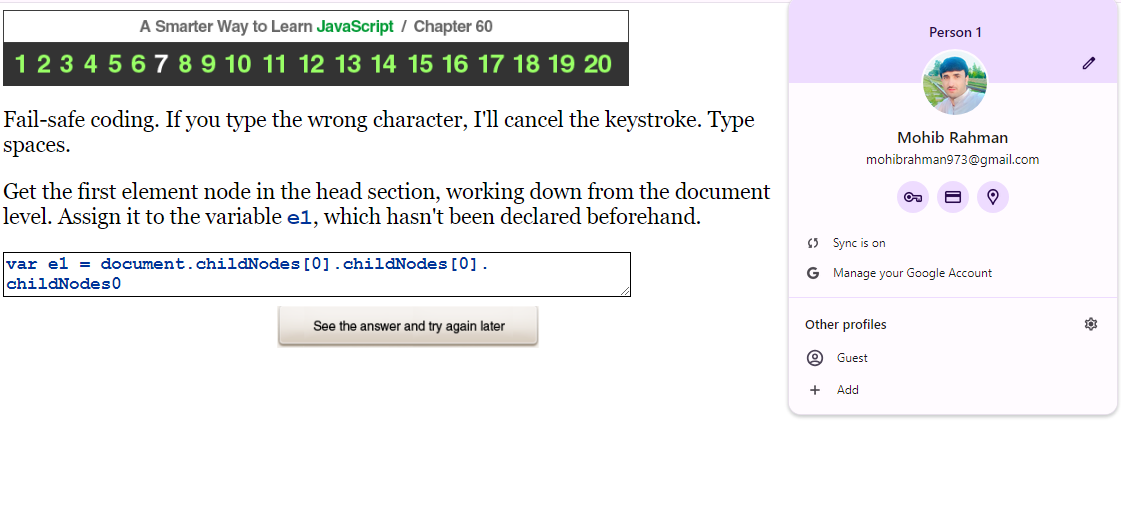 A Smarter Way to Learn JavaScript / Chapter 60
1 2 3 4 5 6 7 8 9 10 11 12 13 14 15 16 17 18 19 20
Fail-safe coding. If you type the wrong character, I'll cancel the keystroke. Type
spaces.
Get the first element node in the head section, working down from the document
level. Assign it to the variable e1, which hasn't been declared beforehand.
var e1 = document.childNodes[0].childNodes[0].
childNodes0
See the answer and try again later
Person 1
Mohib Rahman
mohibrahman973@gmail.com
Sync is on
G Manage your Google Account
Other profiles
Guest
+ Add